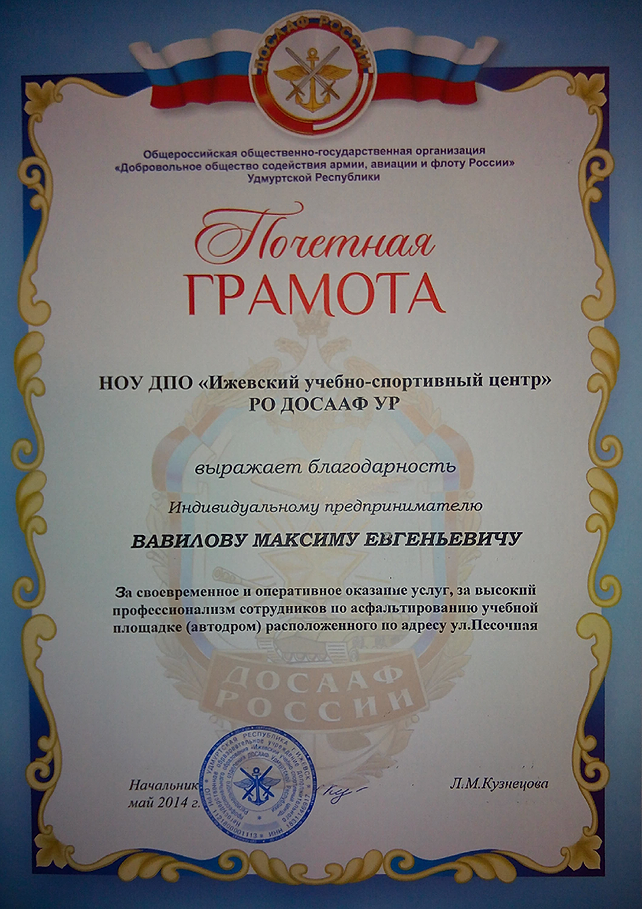 ДОСААФ РОССИИ
Общероссийская общественно-государственная организация
«Добровольное общество содействия армии, авиации и флоту России»
Удмуртской Республики
Почетная
ГРАМОТА
НОУ ДПО «Ижевский учебно-спортивный центр»
РО ДОСААФ УР
выражает благодарность
Индивидуальному предпринимателю
ВАВИЛОВУ МАКСИМУ ЕВГЕНЬЕВИЧУ
За своевременное и оперативное оказание услуг, за высокий
профессионализм сотрудников по асфальтированию учебной
площадке (автодром) расположенного по адресу ул.Песочная
ДОСААФ
РОССИИ
Начальник
Л.М.Кузнецова
май 2014 г.
УДМУРТСКАЯ РЕСПУБЛИКА